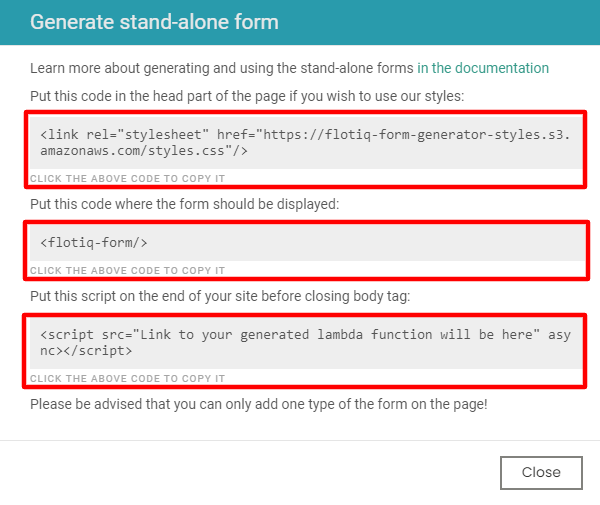 Generate stand-alone form
Learn more about generating and using the stand-alone forms in the documentation
Put this code in the head part of the page if you wish to use our styles:
<link rel="stylesheet" href="https://flotiq-form-generator-styles.s3.
amazonaws.com/styles.css"/>
CLICK THE ABOVE CODE TO COPY IT
Put this code where the form should be displayed:
<flotiq-form/>
CLICK THE ABOVE CODE TO COPY IT
Put this script on the end of your site before closing body tag:
<script src="Link to your generated lambda function will be here" asy
nc></script>
CLICK THE ABOVE CODE TO COPY IT
Please be advised that you can only add one type of the form on the page!
Close